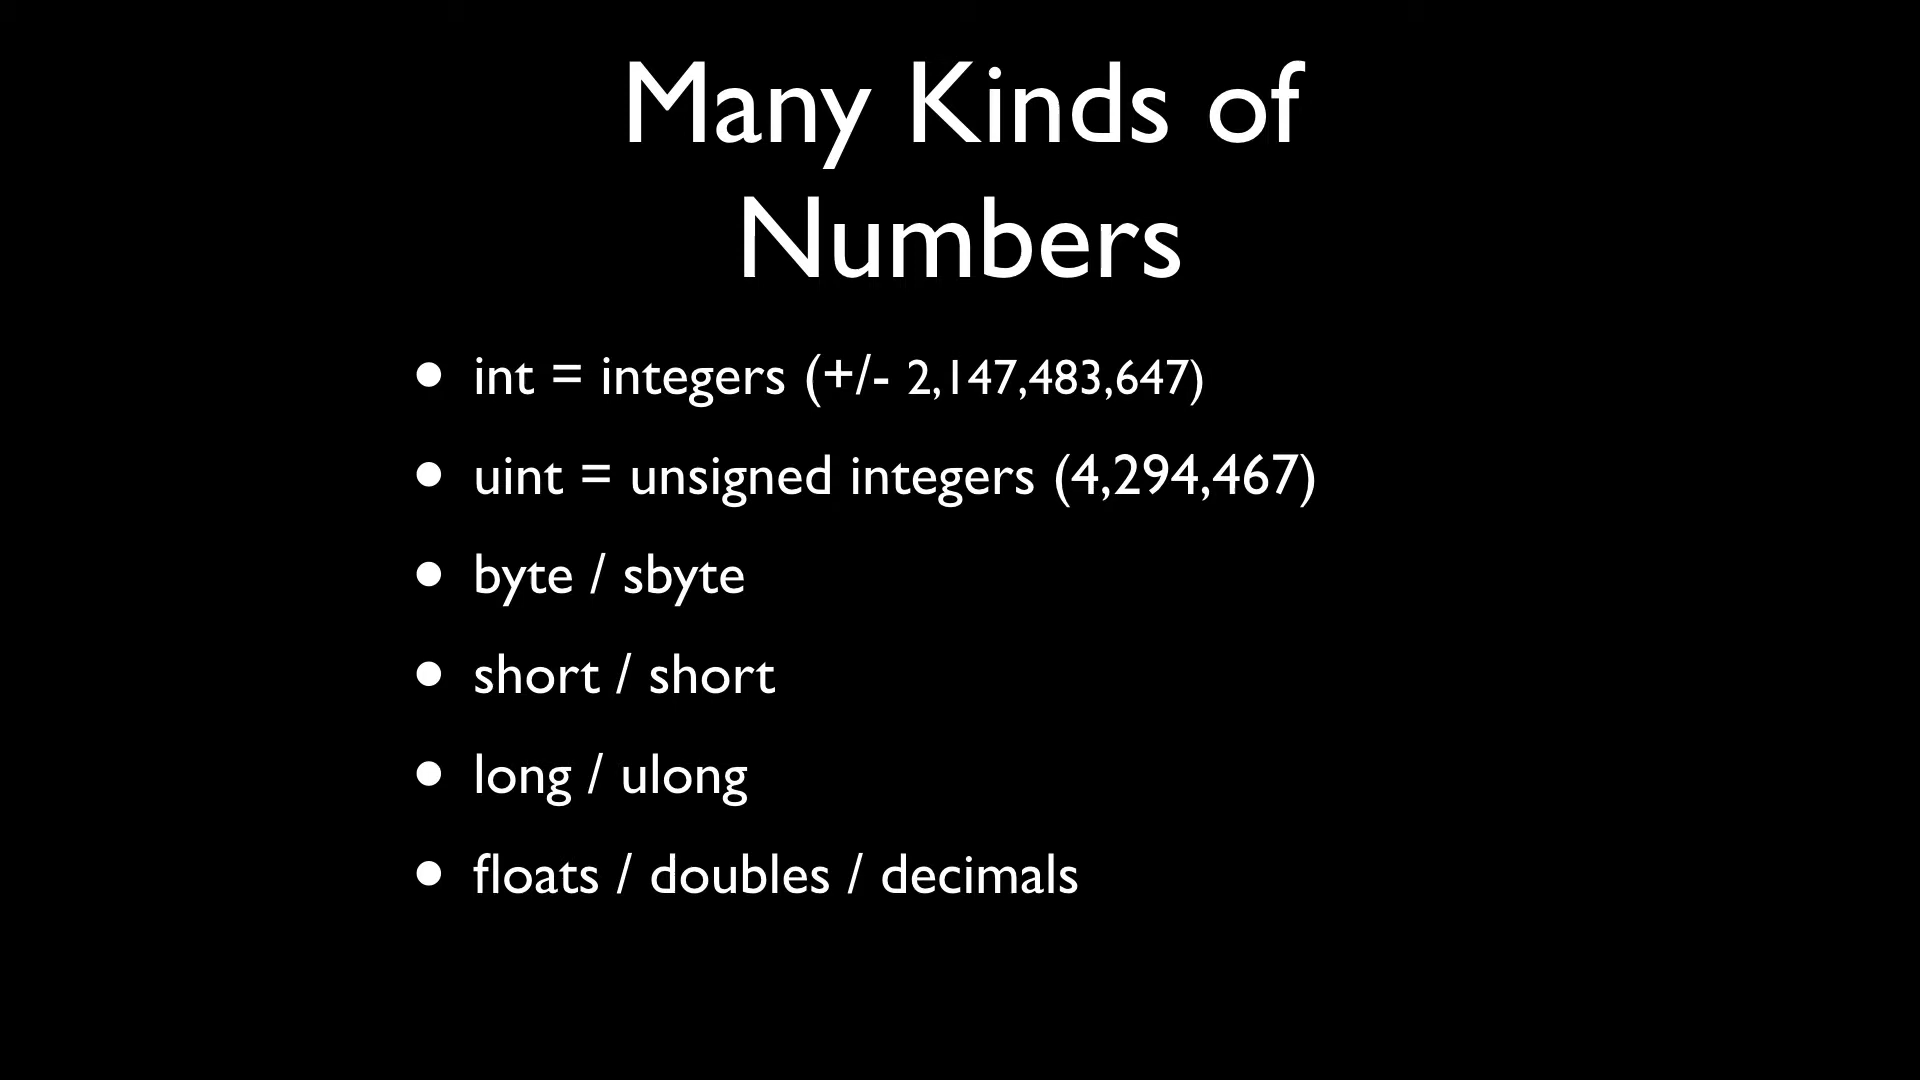 Many Kinds of
Numbers
• int = integers (+/- 2,147,483,647)
• uint = unsigned integers (4,294,467)
• byte / sbyte
• short / short
• long / ulong
• floats / doubles / decimals